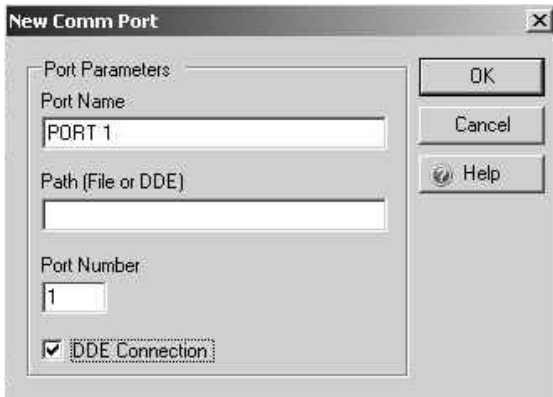 New Comm Port
Port Parameters
Port Name
PORT 1
Path (File or DDE)
Port Number
1
DDE Connection
OK
Cancel
Help